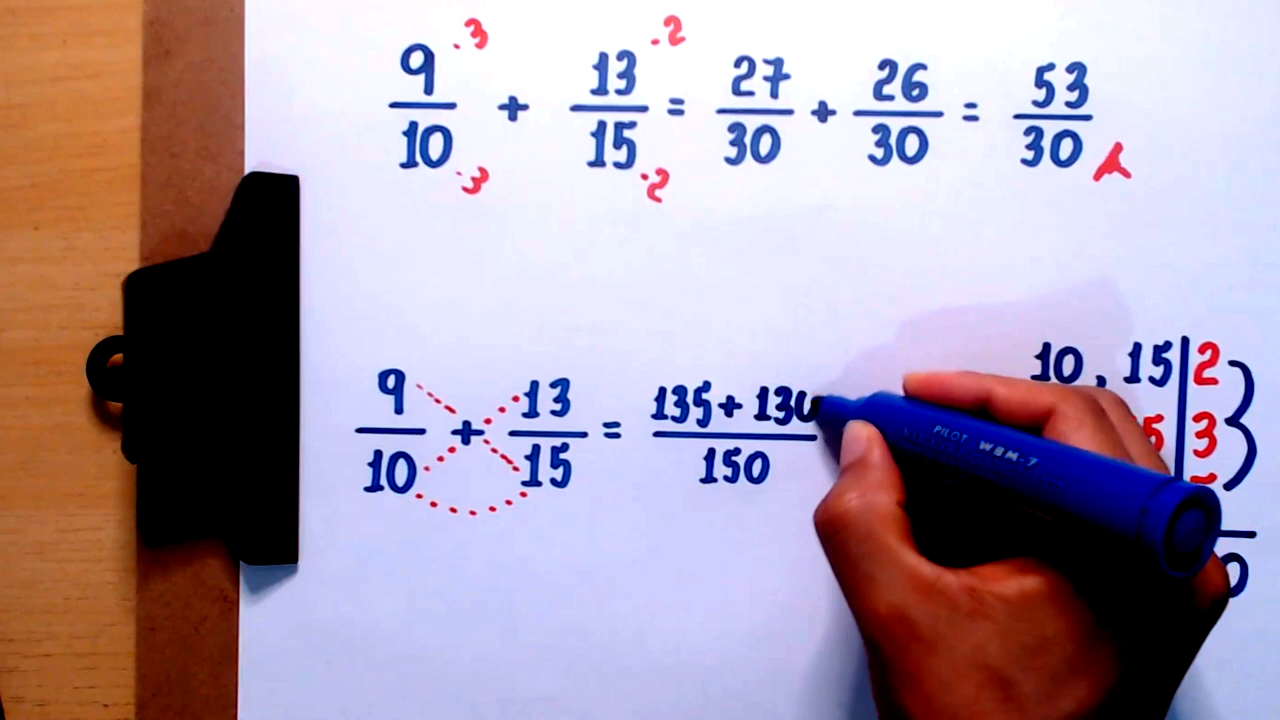 9/10 .3 .3 + 13/15 .2 .2 = 27/30 + 26/30 = 53/30
9/10 + 13/15 = 135 + 130/150
10, 15 | 2
5 | 3
0
PILOT WBM-7